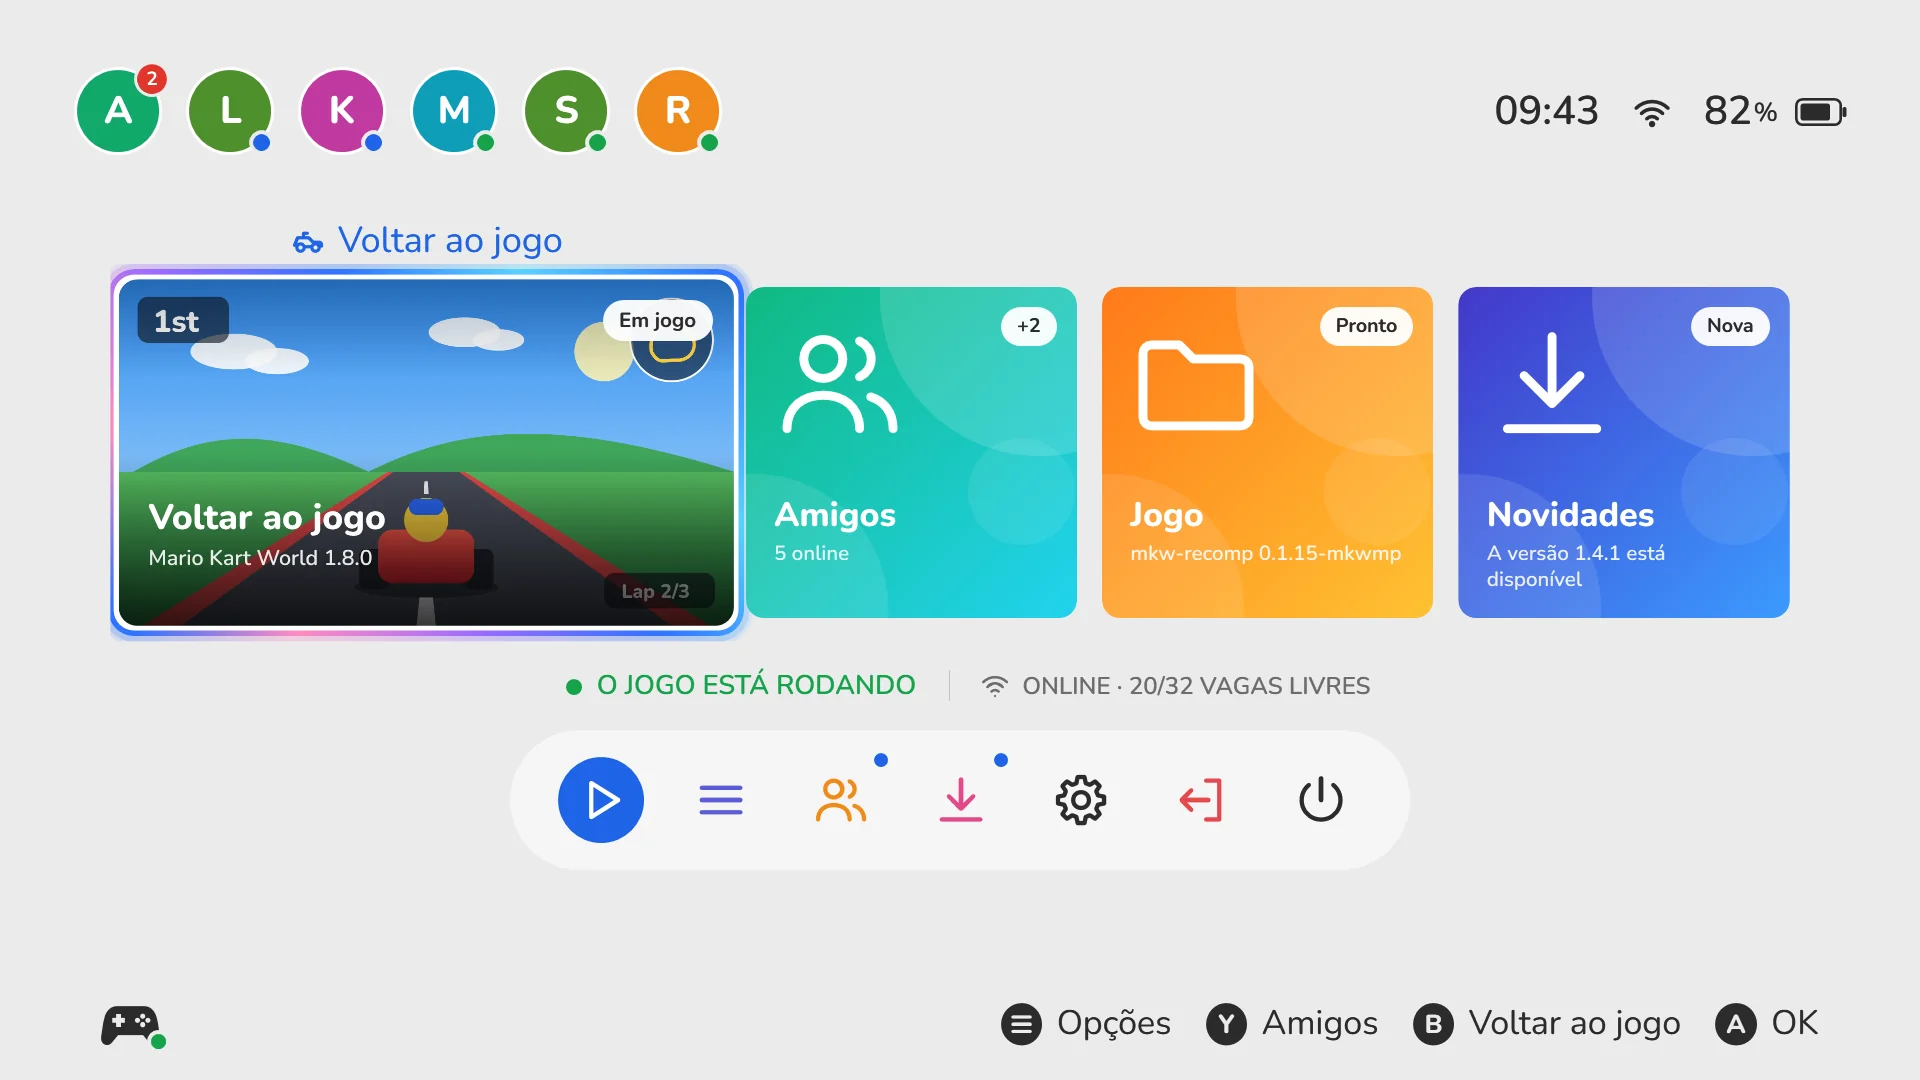 A 2 L K M S R
09:43 82%
Voltar ao jogo
1st
Em jogo
Voltar ao jogo
Mario Kart World 1.8.0
Lap 2/3
+2
Amigos
5 online
Pronto
Jogo
mkw-recomp 0.1.15-mkwmp
Nova
Novidades
A versão 1.4.1 está
disponível
O JOGO ESTÁ RODANDO
ONLINE · 20/32 VAGAS LIVRES
Opções Y Amigos B Voltar ao jogo A OK